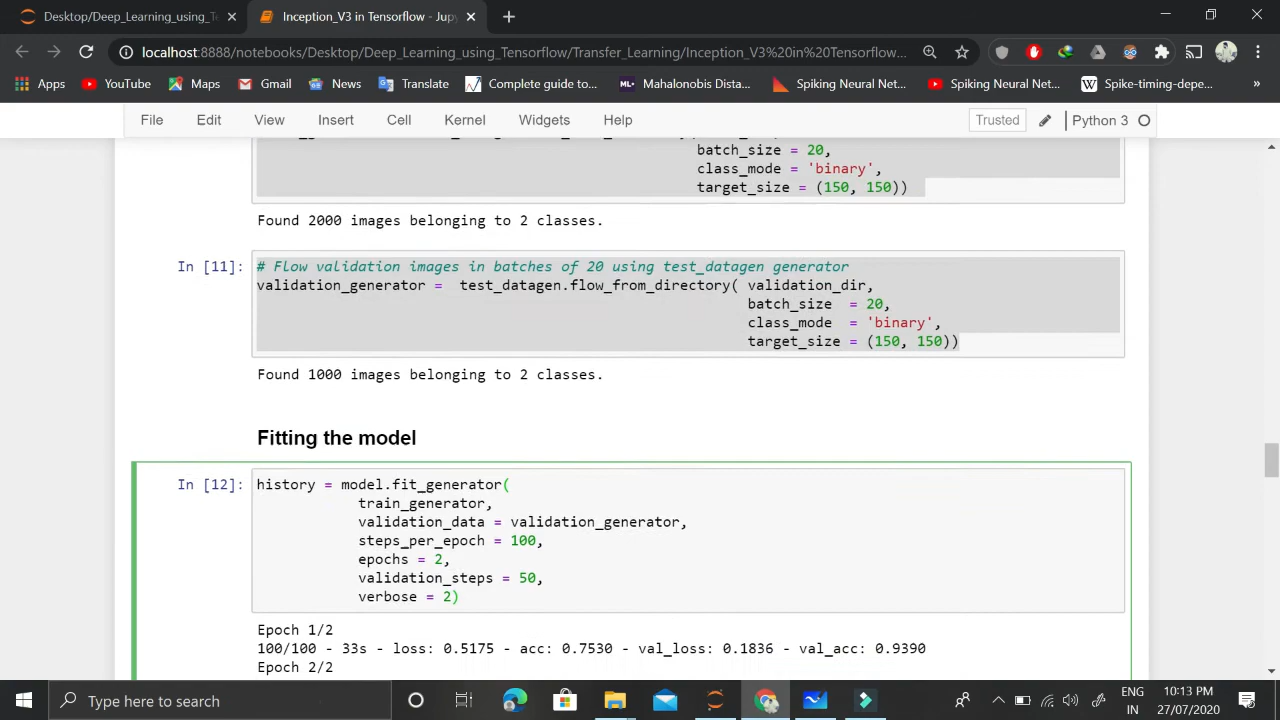 Desktop/Deep_Learning_using_T
Inception_V3 in Tensorflow - Jupy
localhost:8888/notebooks/Desktop/Deep_Learning_using_Tensorflow/Transfer_Learning/Inception_V3%20in%20Tensorflow...
Apps YouTube Maps Gmail News Translate Complete guide to... ML+ Mahalonobis Dista... Spiking Neural Net... Spiking Neural Net... W Spike-timing-depe... »
File Edit View Insert Cell Kernel Widgets Help Trusted Python 3
batch_size = 20,
class_mode = 'binary',
target_size = (150, 150))
Found 2000 images belonging to 2 classes.
In [11]: # Flow validation images in batches of 20 using test_datagen generator
validation_generator = test_datagen.flow_from_directory( validation_dir,
batch_size = 20,
class_mode = 'binary',
target_size = (150, 150))
Found 1000 images belonging to 2 classes.
Fitting the model
In [12]: history = model.fit_generator(
train_generator,
validation_data = validation_generator,
steps_per_epoch = 100,
epochs = 2,
validation_steps = 50,
verbose = 2)
Epoch 1/2
100/100 - 33s - loss: 0.5175 - acc: 0.7530 - val_loss: 0.1836 - val_acc: 0.9390
Epoch 2/2
Type here to search
ENG
IN
10:13 PM
27/07/2020